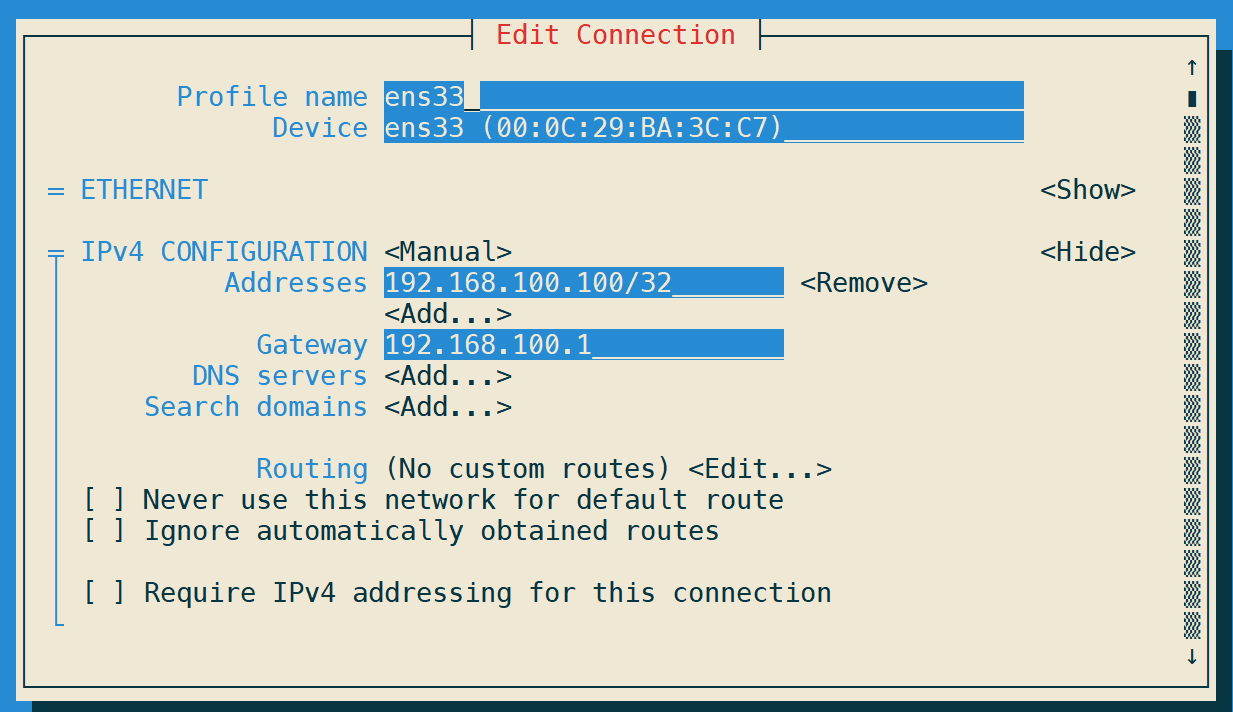 Edit Connection
Profile name ens33
Device ens33 (00:0C:29:BA:3C:C7)
ETHERNET <Show>
IPv4 CONFIGURATION <Manual> <Hide>
Addresses 192.168.100.100/32 <Remove>
<Add...>
Gateway 192.168.100.1
DNS servers <Add...>
Search domains <Add...>
Routing (No custom routes) <Edit...>
[ ] Never use this network for default route
[ ] Ignore automatically obtained routes
[ ] Require IPv4 addressing for this connection